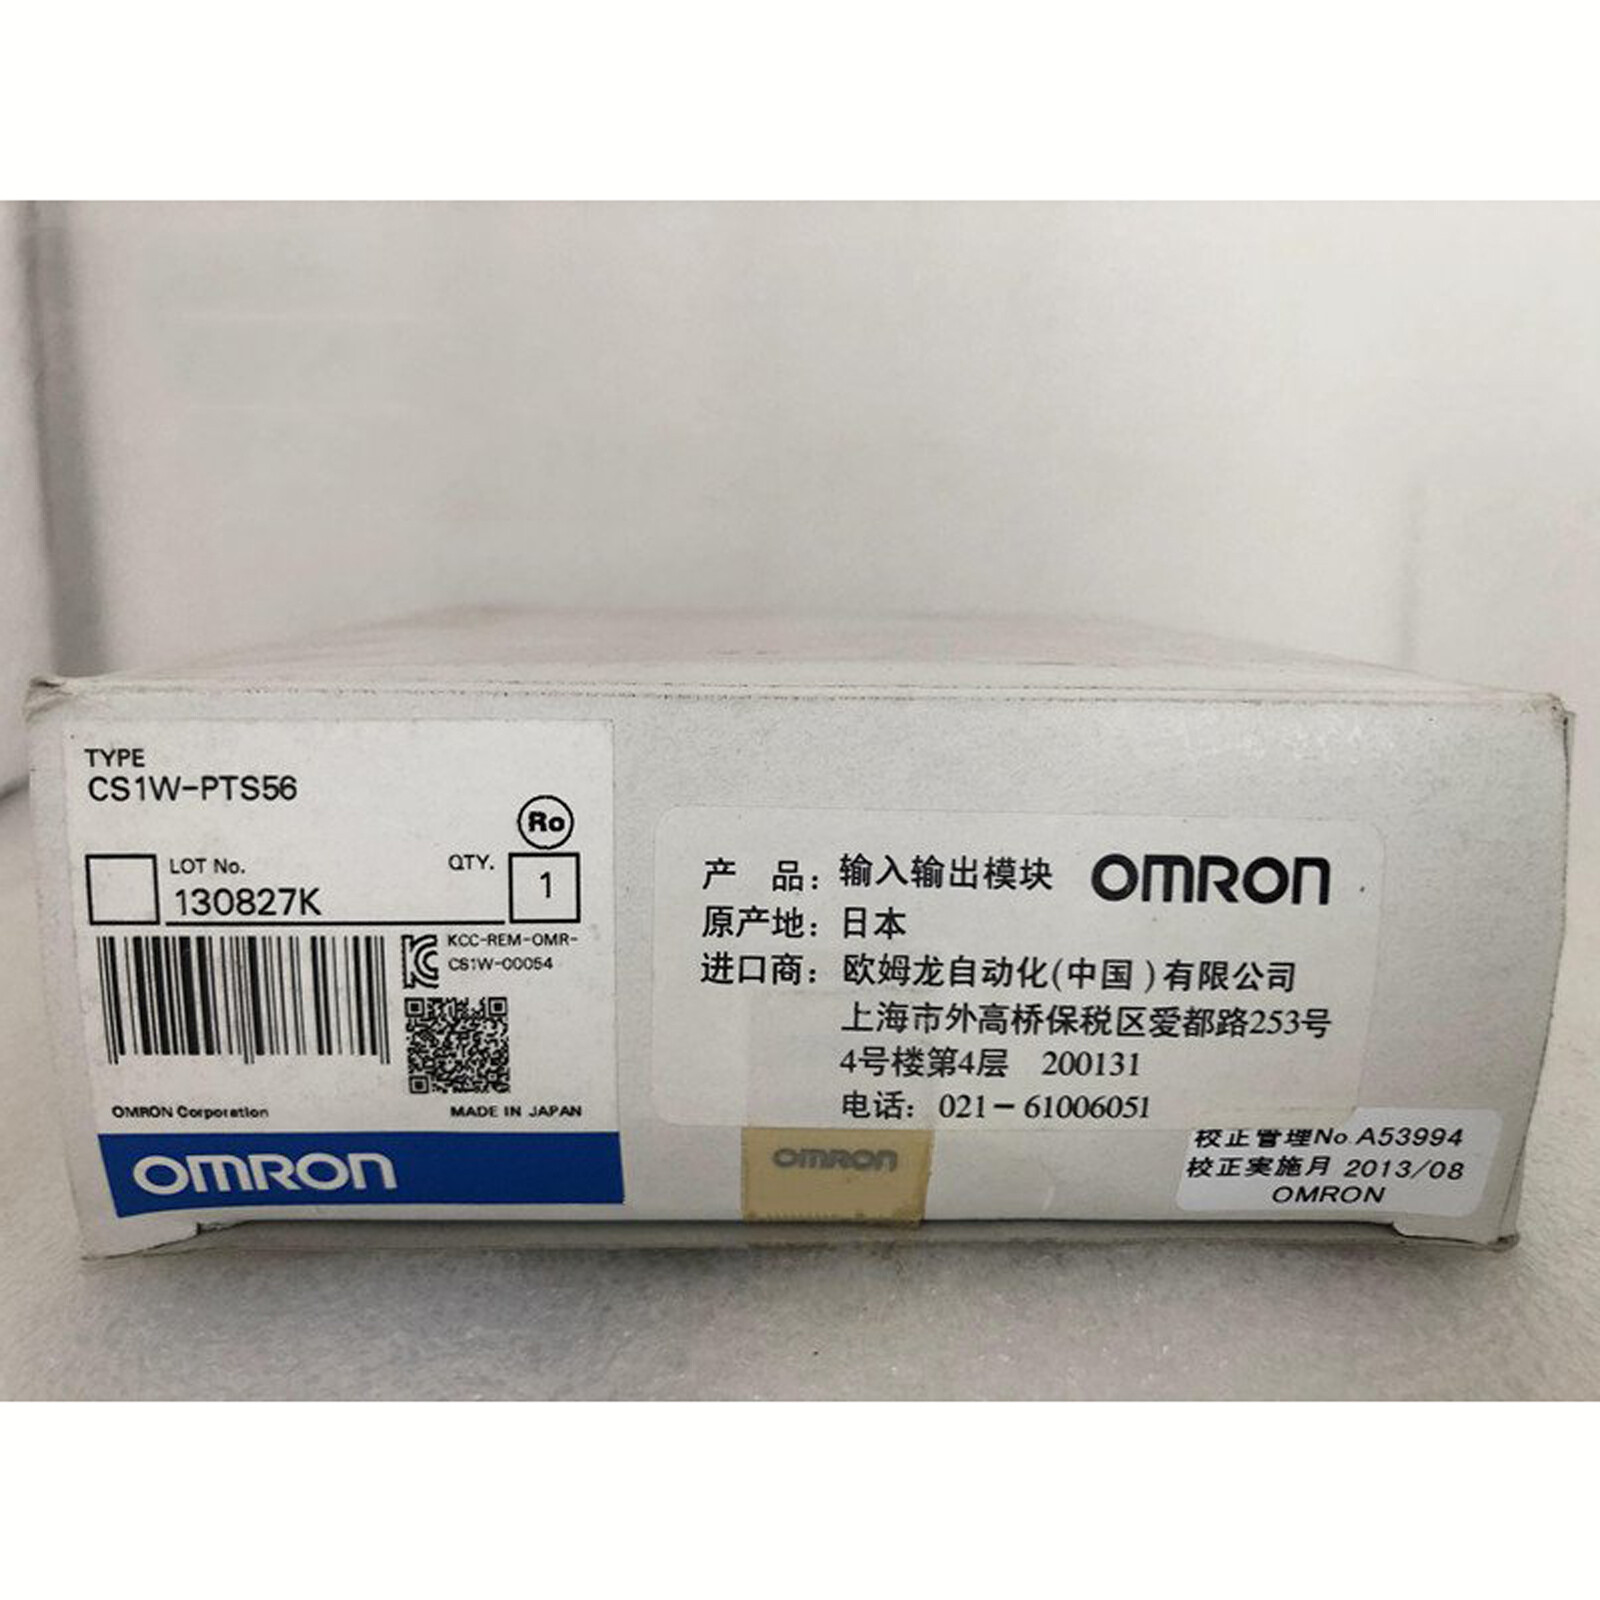 TYPE
CS1W-PTS56
Ro
LOT No.
130827K
QTY.
1
KCC-REM-OMR-
CS1W-00054
OMRON Corporation
MADE IN JAPAN
OMRON
产 品：输入输出模块 OMRON
原产地：日本
进口商：欧姆龙自动化(中国)有限公司
上海市外高桥保税区爱都路253号
4号楼第4层 200131
电话：021-61006051
OMRON
校正管理No.A53994
校正実施月 2013/08
OMRON